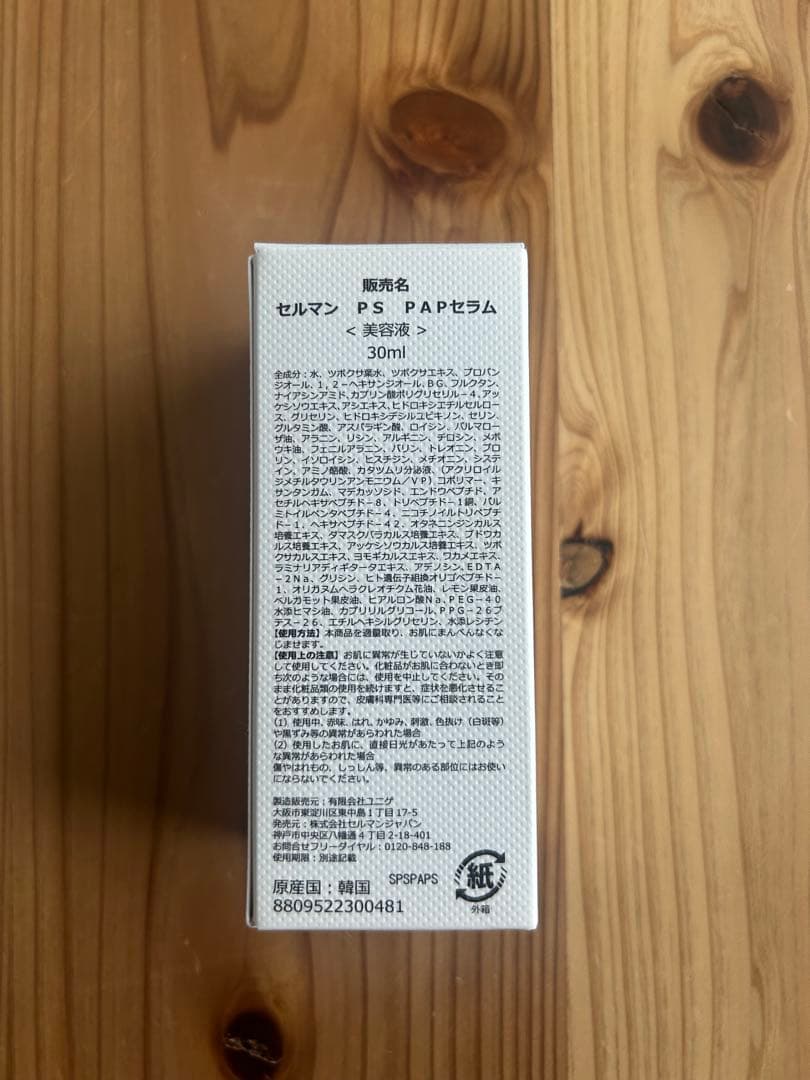 販売名
セルマン PS PAPセラム
< 美容液 >
30ml
全成分：水、ツボクサ葉水、ツボクサエキス、プロパン
ジオール、1，2－ヘキサンジオール、BG、フルクタン、
ナイアシンアミド、カプリン酸ポリグリセリル－4、アッ
ケシソウエキス、アシエキス、ヒドロキシエチルセルロー
ス、グリセリン、ヒドロキシデシルユビキノン、セリン、
グルタミン酸、アスパラギン酸、ロイシン、パルマロー
ザ油、アラニン、リシン、アルギニン、チロシン、メボ
ウキ油、フェニルアラニン、バリン、トレオニン、プロ
リン、イソロイシン、ヒスチジン、メチオニン、システ
イン、アミノ酪酸、カタツムリ分泌液、（アクリロイル
ジメチルタウリンアンモニウム／VP）コポリマー、キ
サンタンガム、マデカッソシド、エンドウペプチド、ア
セチルヘキサペプチド－8、トリペプチド－1銅、パル
ミトイルペンタペプチド－4、ニコチノイルトリペプチ
ド－1、ヘキサペプチド－42、オタネニンジンカルス
培養エキス、ダマスクバラカルス培養エキス、ブドウカ
ルス培養エキス、アッケシソウカルス培養エキス、ツボ
クサカルスエキス、ヨモギカルスエキス、ワカメエキス、
ラミナリアディギタータエキス、アデノシン、EDTA
－2Na、グリシン、ヒト遺伝子組換オリゴペプチド－
1、オリガヌムヘラクレオチクム花油、レモン果皮油、
ベルガモット果皮油、ヒアルロン酸Na、PEG－40
水添ヒマシ油、カプリリルグリコール、PPG－26ブ
テス－26、エチルヘキシルグリセリン、水添レシチン
【使用方法】本商品を適量取り、お肌にまんべんなくな
じませます。
【使用上の注意】お肌に異常が生じていないかよく注意
して使用してください。化粧品がお肌に合わないとき即
ち次のような場合には、使用を中止してください。その
まま化粧品類の使用を続けますと、症状を悪化させるこ
とがありますので、皮膚科専門医等にご相談されること
をおすすめします。
（1）使用中、赤味、はれ、かゆみ、刺激、色抜け（白斑等）
や黒ずみ等の異常があらわれた場合
（2）使用したお肌に、直接日光があたって上記のよう
な異常があらわれた場合
傷やはれもの、しっしん等、異常のある部位にはお使い
にならないでください。
製造販売元：有限会社ユニゲ
大阪市東淀川区東中島1丁目17-5
発売元：株式会社セルマンジャパン
神戸市中央区八幡通4丁目2-18-401
お問合せフリーダイヤル：0120-848-188
使用期限：別途記載
原産国：韓国
SPSPAPS
8809522300481
紙
外箱